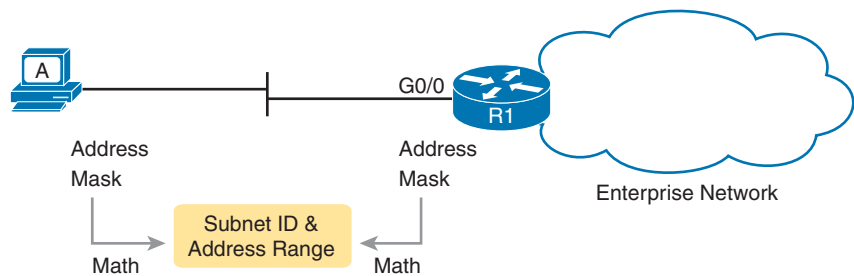 A
G0/0
R1
Address
Mask
Address
Mask
Enterprise Network
Subnet ID &
Address Range
Math
Math